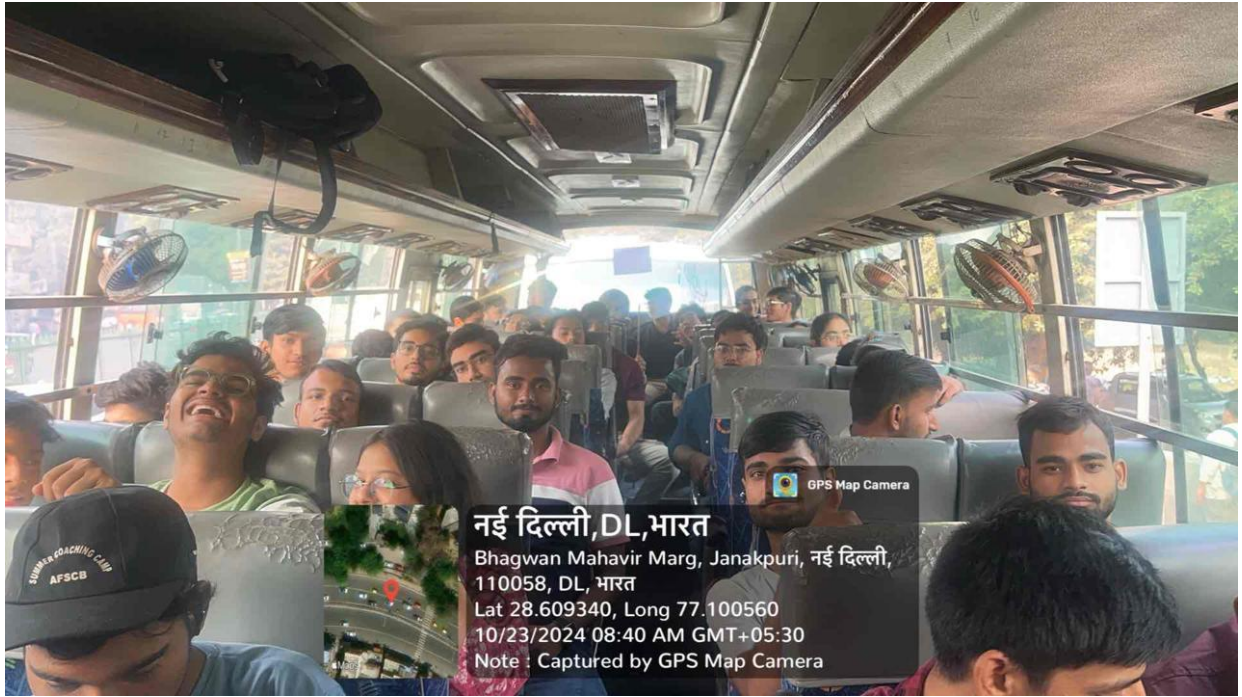 SUMMER COACHING CAMP
AFSCB
GPS Map Camera
नई दिल्ली,DL,भारत
Bhagwan Mahavir Marg, Janakpuri, नई दिल्ली,
110058, DL, भारत
Lat 28.609340, Long 77.100560
10/23/2024 08:40 AM GMT+05:30
Note : Captured by GPS Map Camera